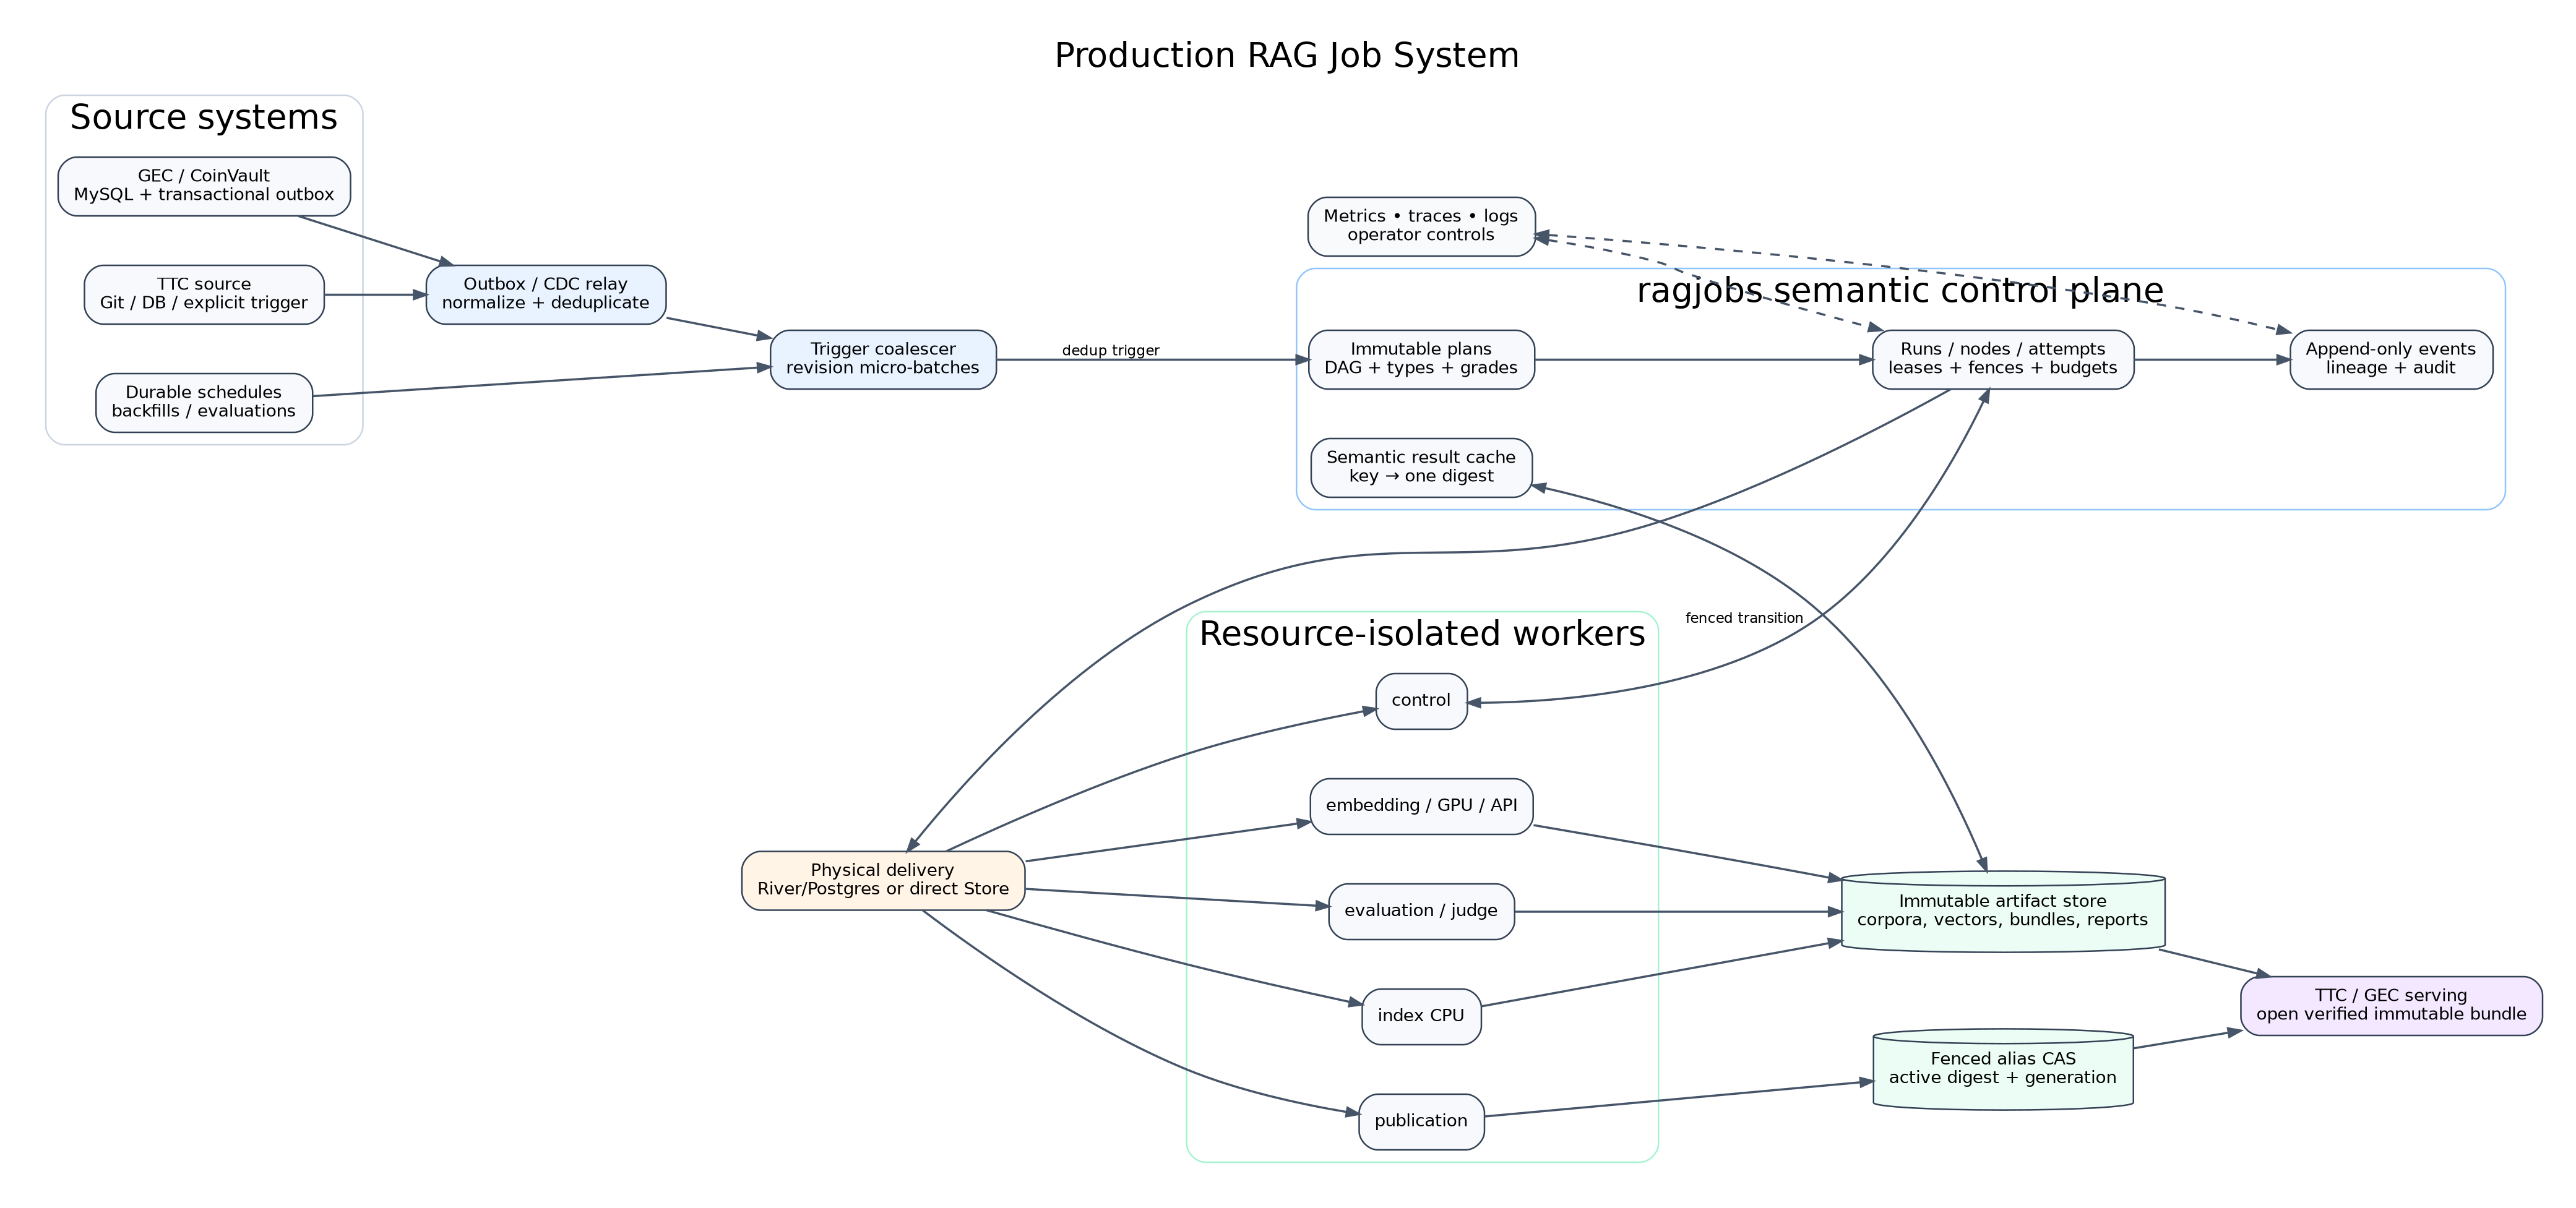 Production RAG Job System
Source systems
GEC / CoinVault
MySQL + transactional outbox
TTC source
Git / DB / explicit trigger
Durable schedules
backfills / evaluations
Outbox / CDC relay
normalize + deduplicate
Trigger coalescer
revision micro-batches
dedup trigger
Metrics • traces • logs
operator controls
ragjobs semantic control plane
Immutable plans
DAG + types + grades
Runs / nodes / attempts
leases + fences + budgets
Append-only events
lineage + audit
Semantic result cache
key → one digest
fenced transition
Resource-isolated workers
control
embedding / GPU / API
evaluation / judge
index CPU
publication
Physical delivery
River/Postgres or direct Store
Immutable artifact store
corpora, vectors, bundles, reports
Fenced alias CAS
active digest + generation
TTC / GEC serving
open verified immutable bundle